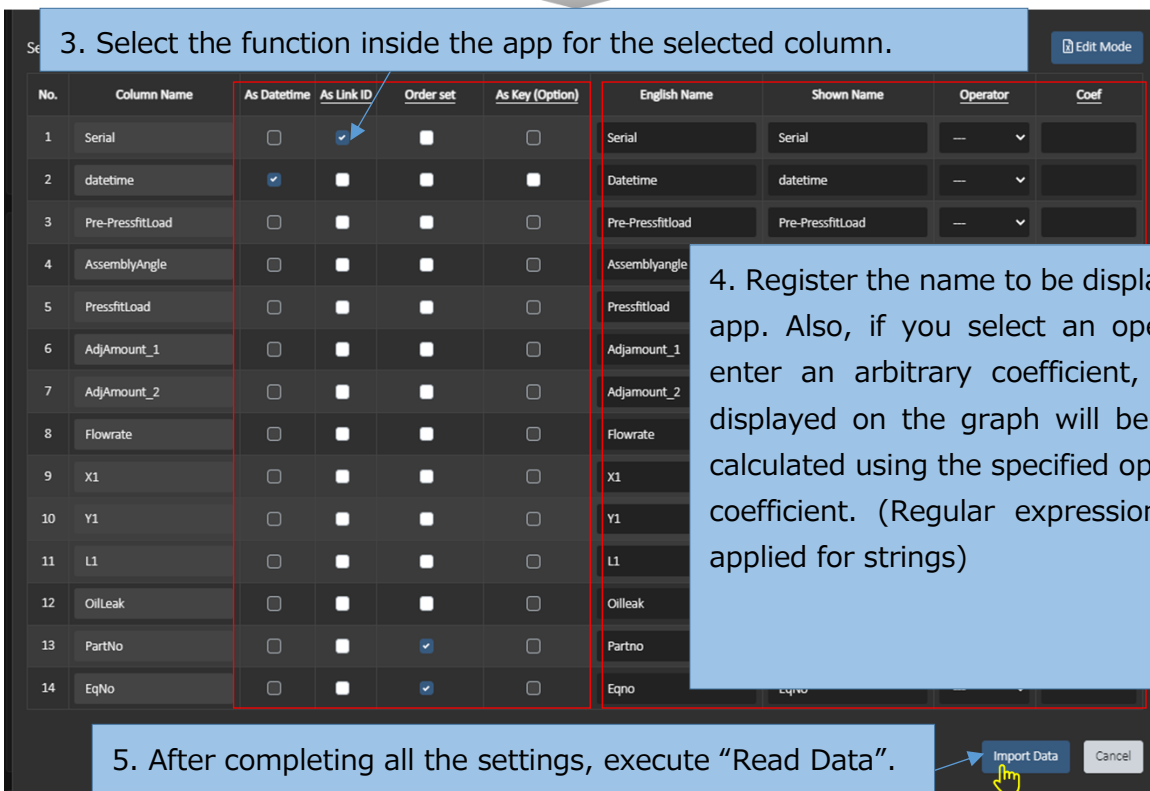 Se
3. Select the function inside the app for the selected column.
Edit Mode
No. Column Name As Datetime As Link ID Order set As Key (Option) English Name Shown Name Operator Coef
1 Serial Serial Serial ---
2 datetime Datetime datetime ---
3 Pre-PressfitLoad Pre-Pressfitload Pre-PressfitLoad ---
4 AssemblyAngle Assemblyangle
5 PressfitLoad Pressfitload
6 AdjAmount_1 Adjamount_1
7 AdjAmount_2 Adjamount_2
8 Flowrate Flowrate
9 X1 X1
10 Y1 Y1
11 L1 L1
12 OilLeak Oilleak
13 PartNo Partno
14 EqNo Eqno EqNo ---
4. Register the name to be displa
app. Also, if you select an ope
enter an arbitrary coefficient,
displayed on the graph will be
calculated using the specified op
coefficient. (Regular expression
applied for strings)
5. After completing all the settings, execute “Read Data”.
Import Data Cancel